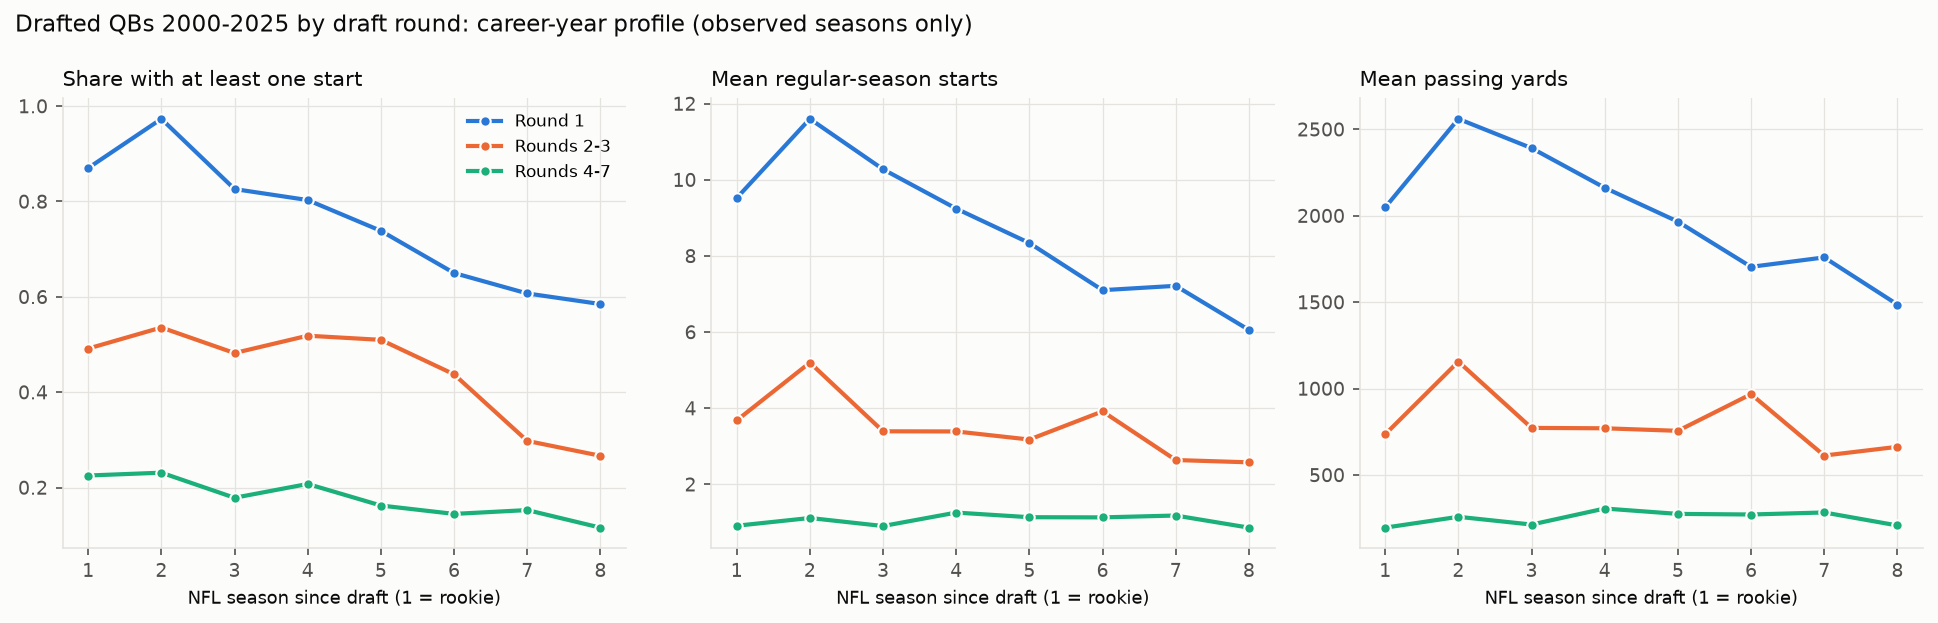 Drafted QBs 2000-2025 by draft round: career-year profile (observed seasons only)
Share with at least one start
1.0
0.8
0.6
0.4
0.2
1 2 3 4 5 6 7 8
NFL season since draft (1 = rookie)
Round 1
Rounds 2-3
Rounds 4-7
Mean regular-season starts
12
10
8
6
4
2
1 2 3 4 5 6 7 8
NFL season since draft (1 = rookie)
Mean passing yards
2500
2000
1500
1000
500
1 2 3 4 5 6 7 8
NFL season since draft (1 = rookie)